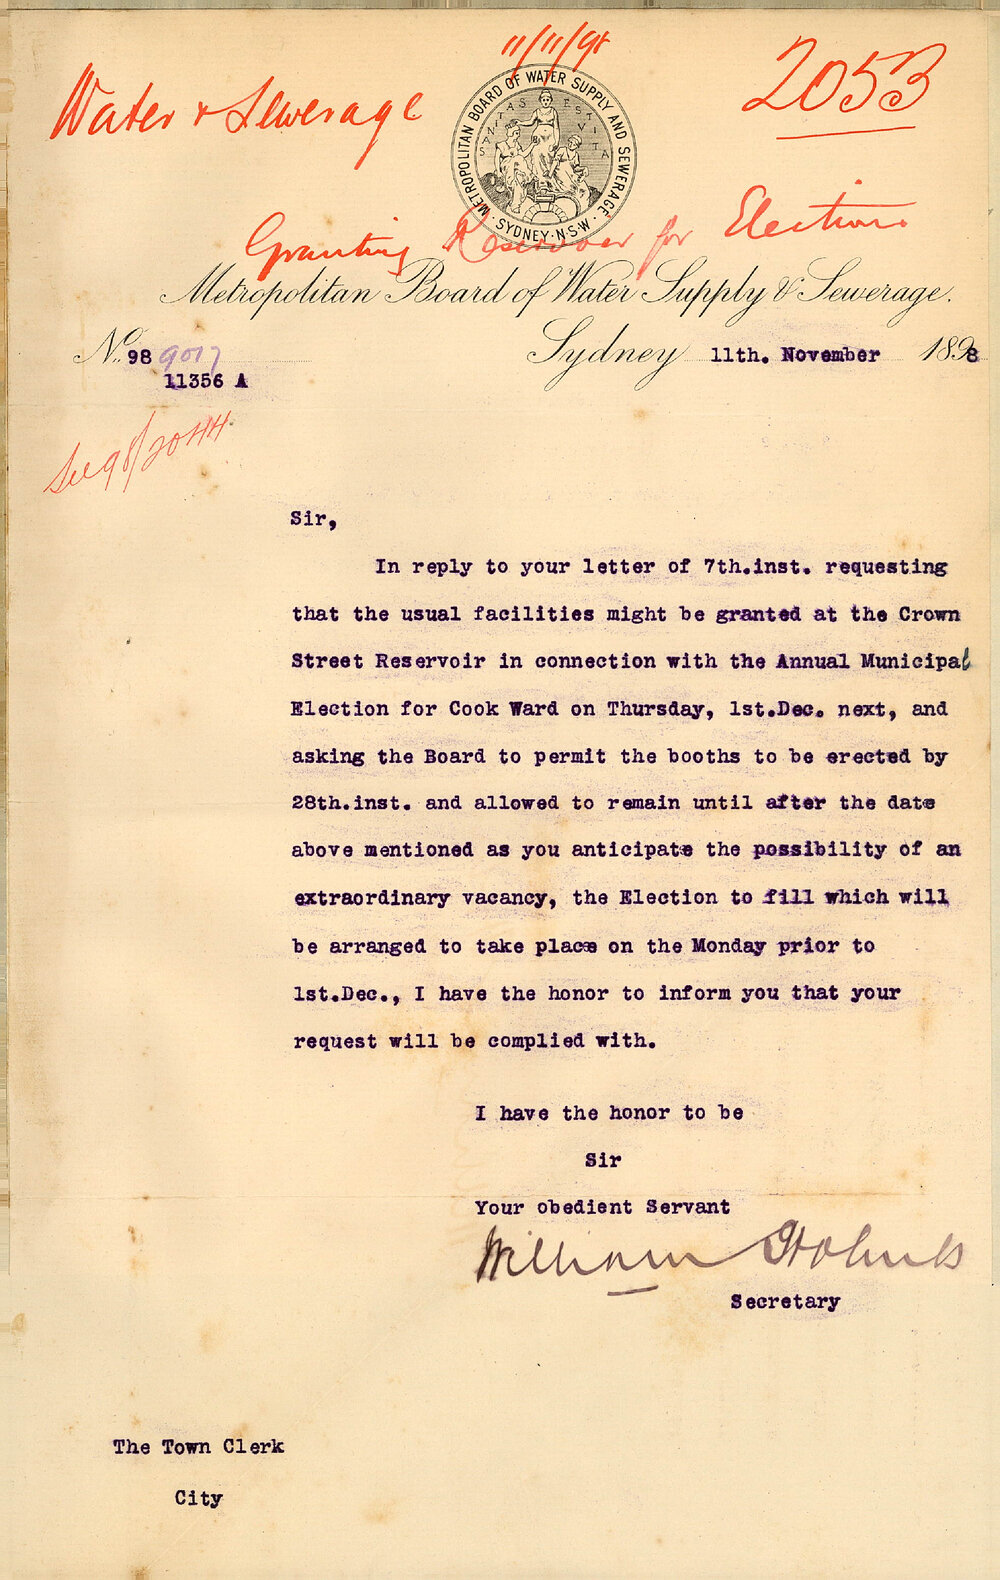 11/11/98
Water & Sewerage
2053
METROPOLITAN BOARD OF WATER SUPPLY AND SEWERAGE.
SANITAS EST VITA
· SYDNEY·N·S·W ·
Granting Reservoir for Elections
Metropolitan Board of Water Supply & Sewerage.
No. 98 9017
11356 A
Sydney 11th. November 1898
See 98/2044
Sir,
In reply to your letter of 7th.inst. requesting
that the usual facilities might be granted at the Crown
Street Reservoir in connection with the Annual Municipal
Election for Cook Ward on Thursday, 1st.Dec. next, and
asking the Board to permit the booths to be erected by
28th.inst. and allowed to remain until after the date
above mentioned as you anticipate the possibility of an
extraordinary vacancy, the Election to fill which will
be arranged to take place on the Monday prior to
1st.Dec., I have the honor to inform you that your
request will be complied with.
I have the honor to be
Sir
Your obedient Servant
William Holmes
Secretary
The Town Clerk
City